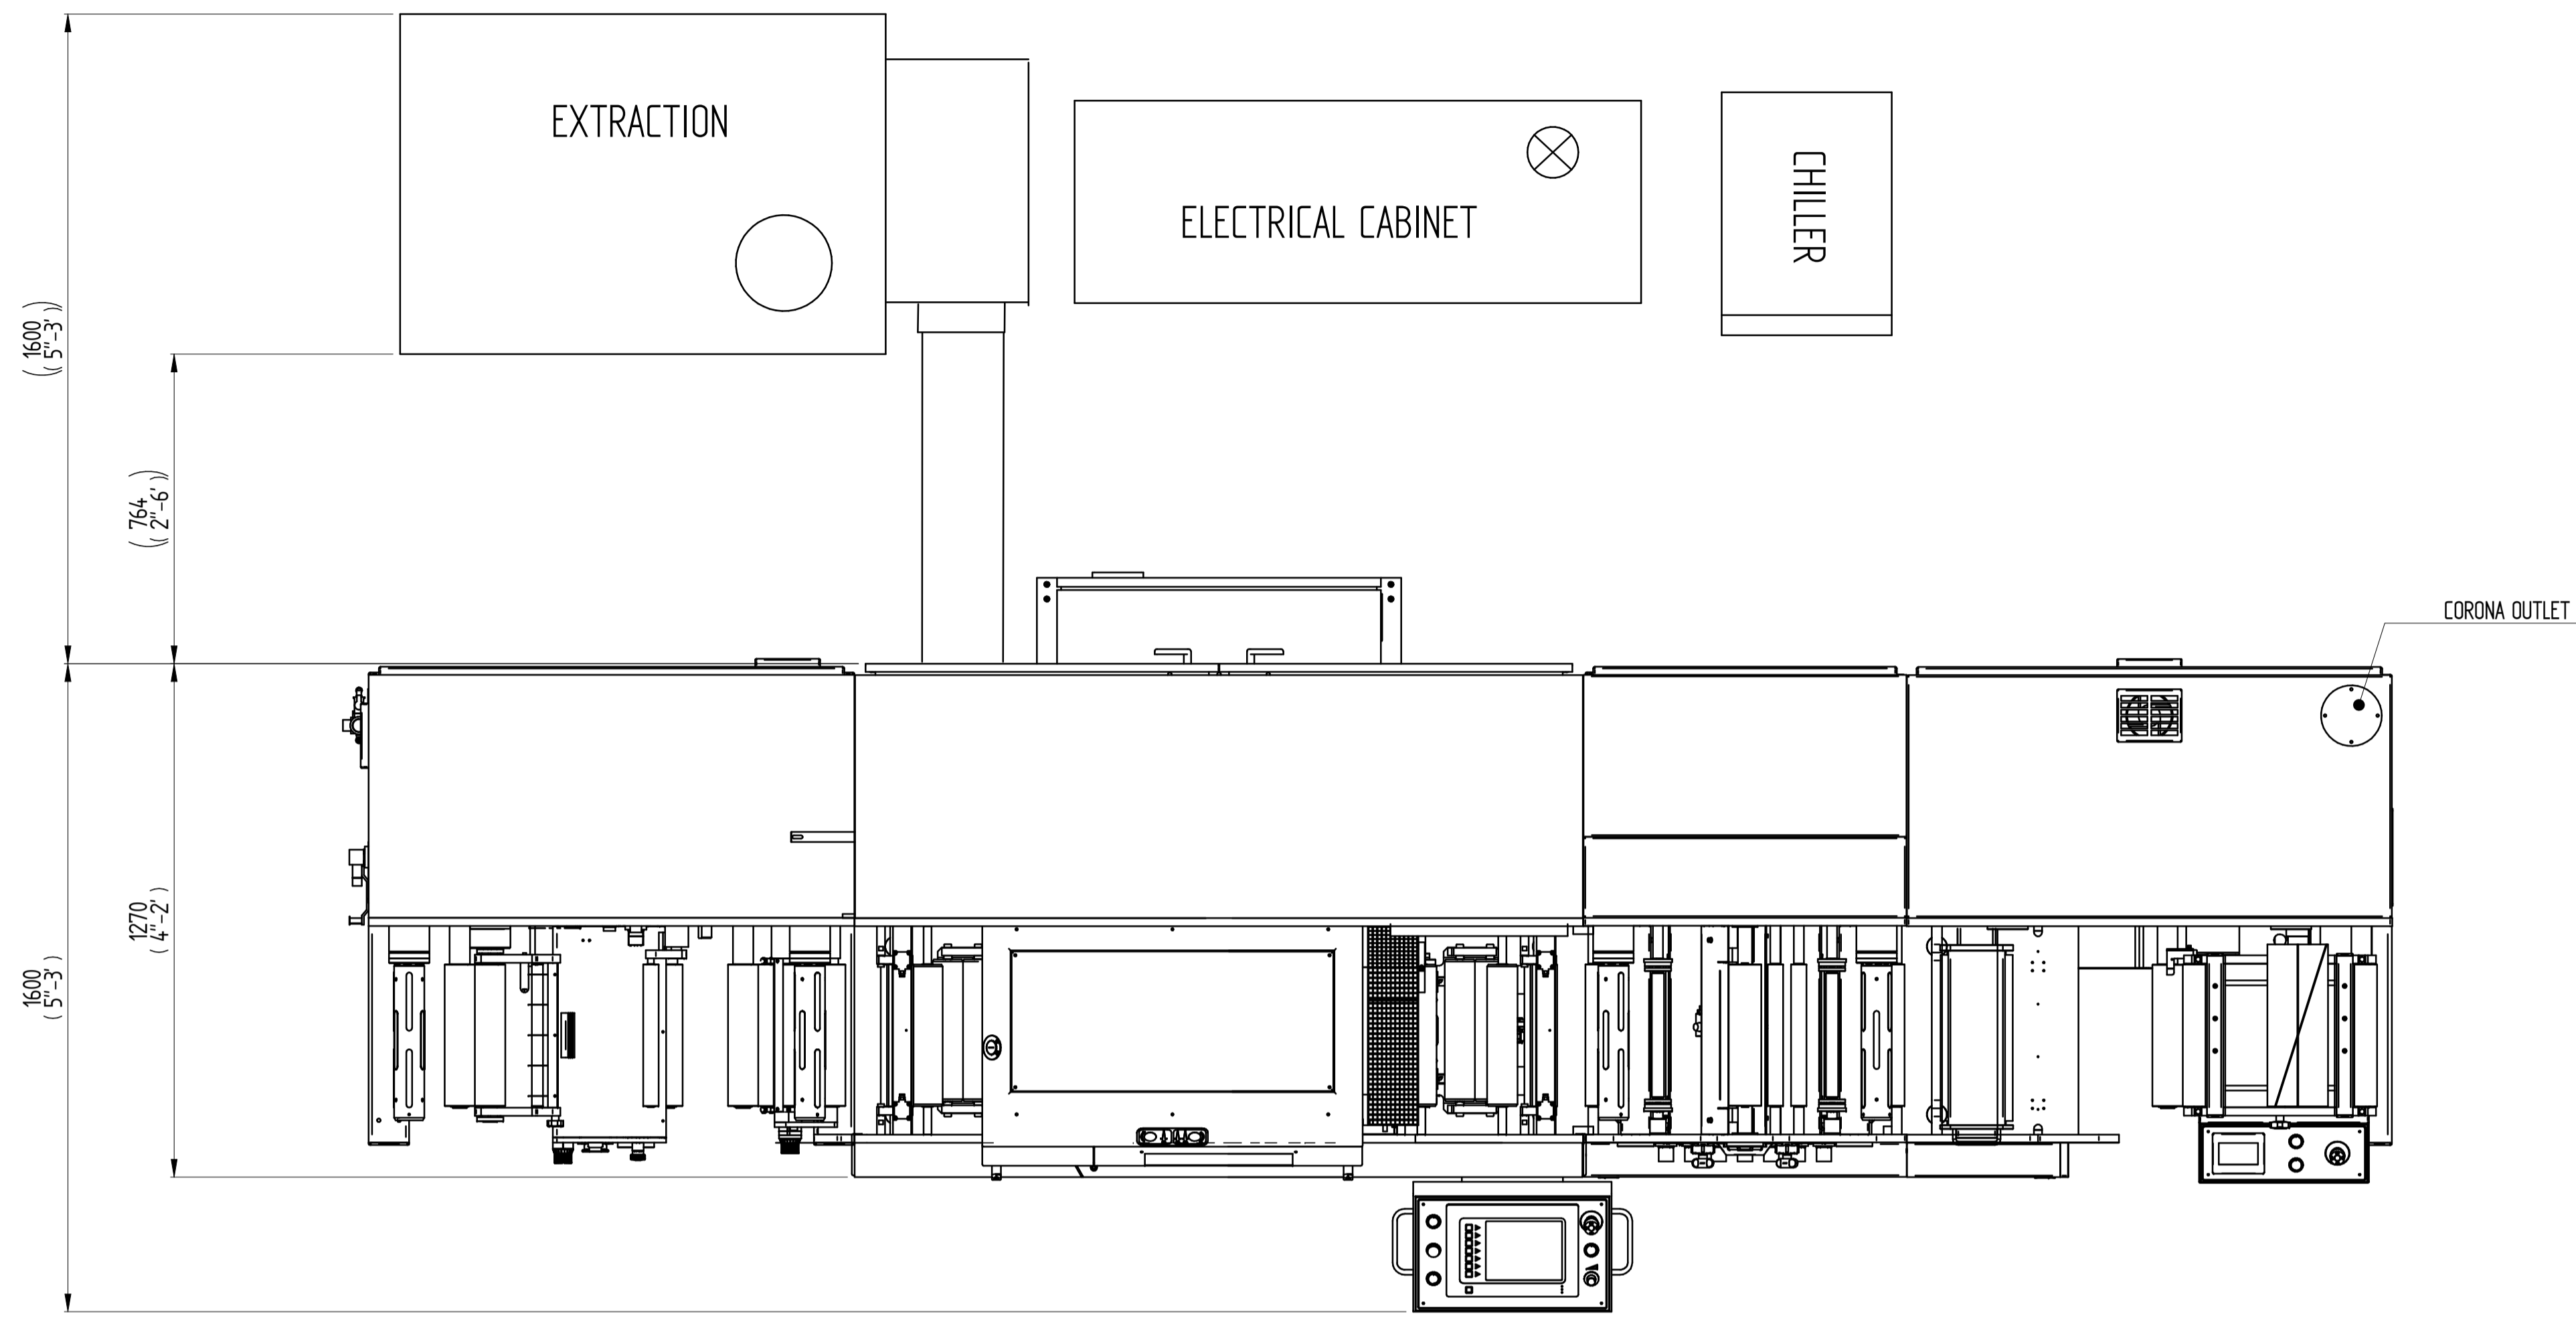 EXTRACTION
ELECTRICAL CABINET
CHILLER
( 1600 )
(( 5"-3' ))
( 764 )
(( 2"-6' ))
CORONA OUTLET
1270
( 4"-2' )
1600
( 5"-3' )